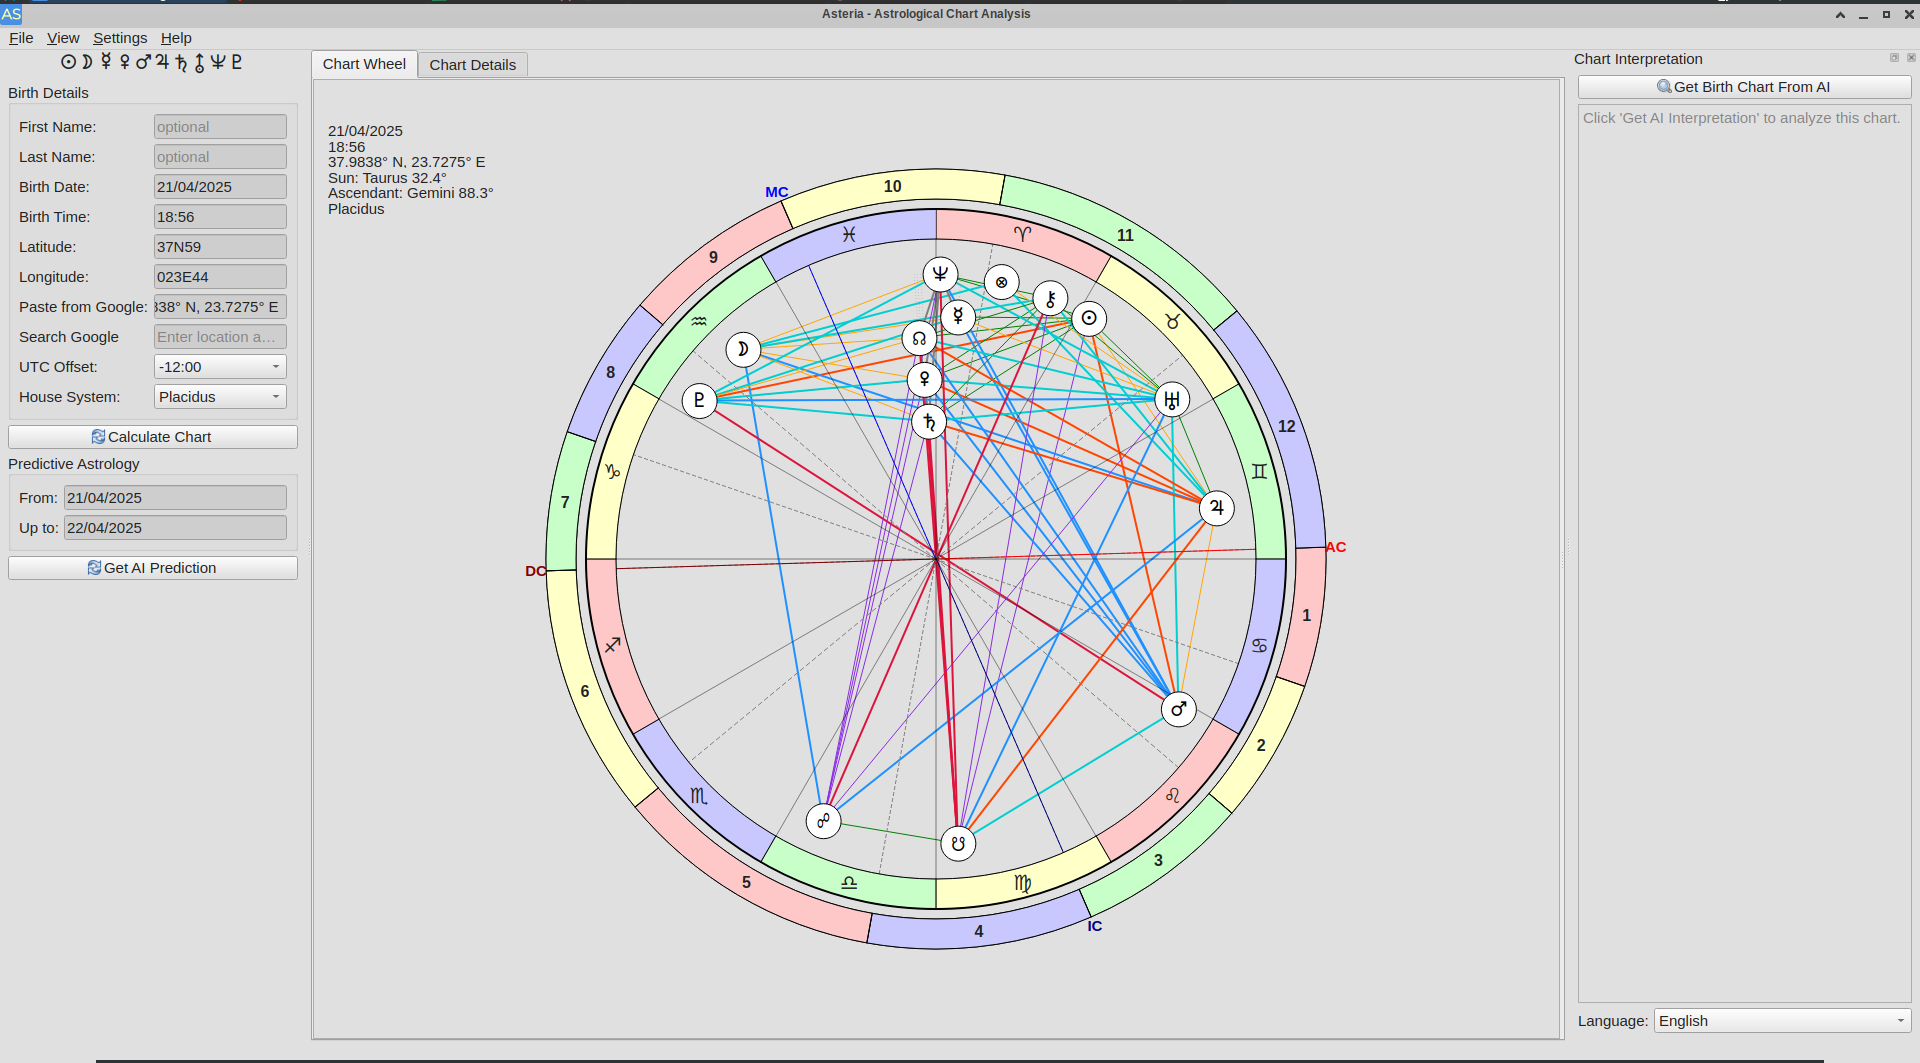 Asteria - Astrological Chart Analysis
AS
File View Settings Help
☉☽☿♀♂♃♄⛢♆♇
Birth Details
First Name: optional
Last Name: optional
Birth Date: 21/04/2025
Birth Time: 18:56
Latitude: 37N59
Longitude: 023E44
Paste from Google: 338° N, 23.7275° E
Search Google Enter location a…
UTC Offset: -12:00
House System: Placidus
Calculate Chart
Predictive Astrology
From: 21/04/2025
Up to: 22/04/2025
Get AI Prediction
Chart Wheel Chart Details
21/04/2025
18:56
37.9838° N, 23.7275° E
Sun: Taurus 32.4°
Ascendant: Gemini 88.3°
Placidus
MC
10
11
9
♓ ♈
8
♒ ♉
♆ ⊗ ⚷ ☿ ☉ ☊
☽
♇ ♀ ♅
♄
12
7
♑ ♊
♃
AC
DC
1
♐ ♋
6
♂
2
♏ ♌
☍ ☋
3
5
♎ ♍
4
IC
Chart Interpretation
Get Birth Chart From AI
Click 'Get AI Interpretation' to analyze this chart.
Language: English